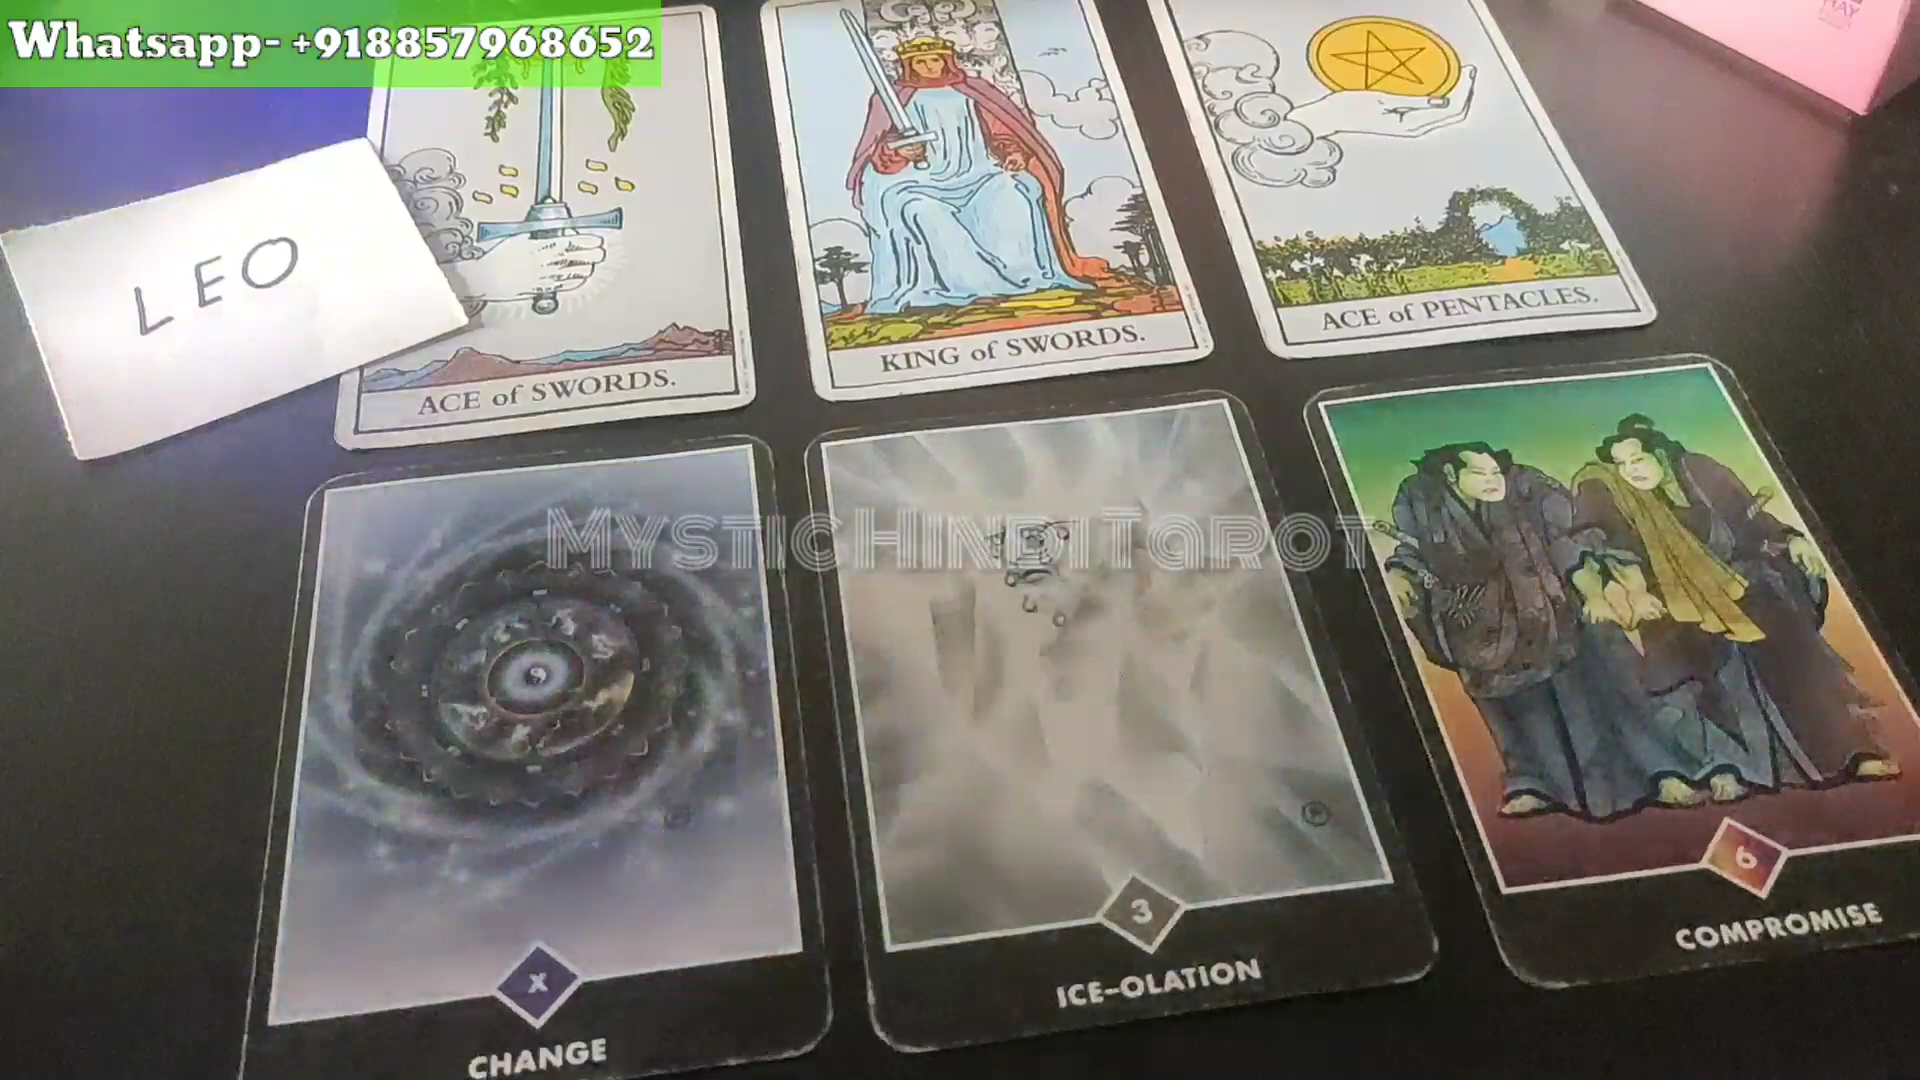 Whatsapp- +918857968652
LEO
ACE of SWORDS.
KING of SWORDS.
ACE of PENTACLES.
MYSTICHINDITAROT
X
CHANGE
3
ICE-OLATION
6
COMPROMISE